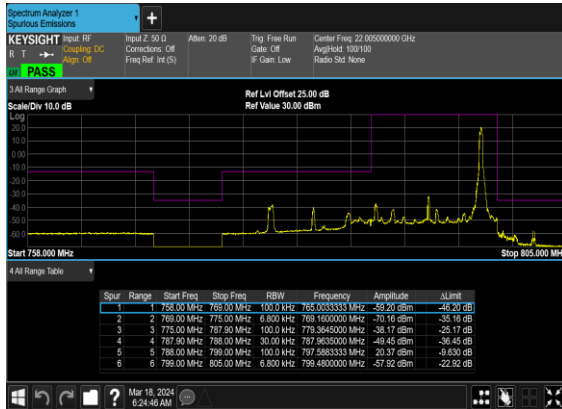 Spectrum Analyzer 1
Spurious Emissions
KEYSIGHT Input: RF Input Z: 50 Ω Atten: 20 dB Trig: Free Run Center Freq: 22.005000000 GHz
R T Coupling: DC Corrections: Off Gate: Off Avg|Hold: 100/100
Align: Off Freq Ref: Int (S) IF Gain: Low Radio Std: None
PASS
3 All Range Graph Ref Lvl Offset 25.00 dB
Scale/Div 10.0 dB Ref Value 30.00 dBm
Log
20.0
10.0
0.00
-10.0
-20.0
-30.0
-40.0
-50.0
-60.0
Start 758.000 MHz Stop 805.000 MH
4 All Range Table
Spur Range Start Freq Stop Freq RBW Frequency Amplitude ΔLimit
1 1 758.00 MHz 769.00 MHz 100.0 kHz 765.0033333 MHz -59.20 dBm -46.20 dB
2 2 769.00 MHz 775.00 MHz 6.800 kHz 769.1600000 MHz -70.16 dBm -35.16 dB
3 3 775.00 MHz 787.90 MHz 100.0 kHz 779.3645000 MHz -38.17 dBm -25.17 dB
4 4 787.90 MHz 788.00 MHz 30.00 kHz 787.9635000 MHz -49.45 dBm -36.45 dB
5 5 788.00 MHz 799.00 MHz 100.0 kHz 797.5883333 MHz 20.37 dBm -9.630 dB
6 6 799.00 MHz 805.00 MHz 6.800 kHz 799.4800000 MHz -57.92 dBm -22.92 dB
Mar 18, 2024
6:24:46 AM